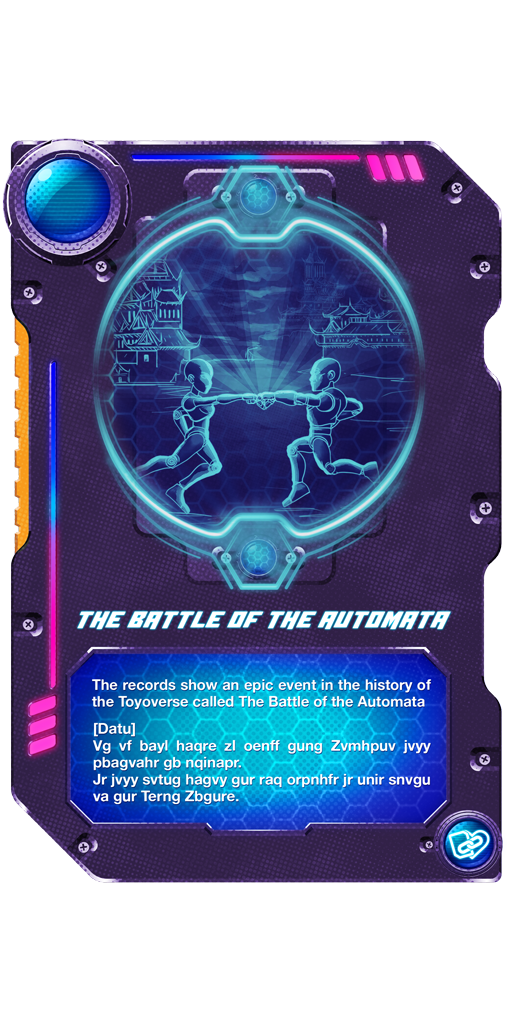 THE BATTLE OF THE AUTOMATA
The records show an epic event in the history of
the Toyoverse called The Battle of the Automata
[Datu]
Vg vf bayl haqre zl oenff gung Zvmhpuv jvyy
pbagvahr gb nqinapr.
Jr jvyy svtug hagvy gur raq orpnhfr jr unir snvgu
va gur Terng Zbgure.